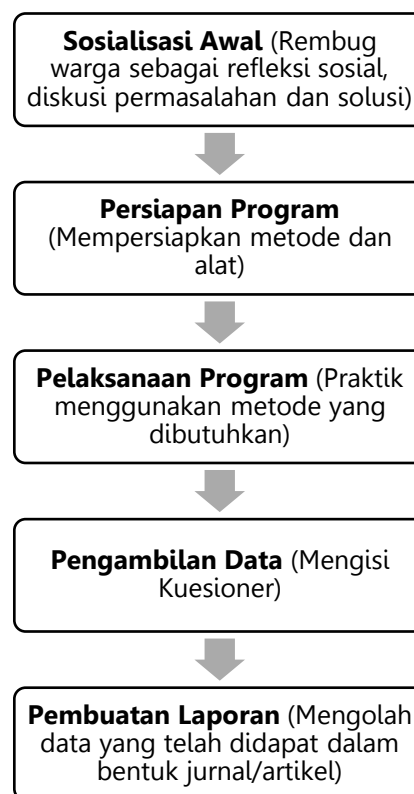 Sosialisasi Awal (Rembug
warga sebagai refleksi sosial,
diskusi permasalahan dan solusi)
Persiapan Program
(Mempersiapkan metode dan
alat)
Pelaksanaan Program (Praktik
menggunakan metode yang
dibutuhkan)
Pengambilan Data (Mengisi
Kuesioner)
Pembuatan Laporan (Mengolah
data yang telah didapat dalam
bentuk jurnal/artikel)